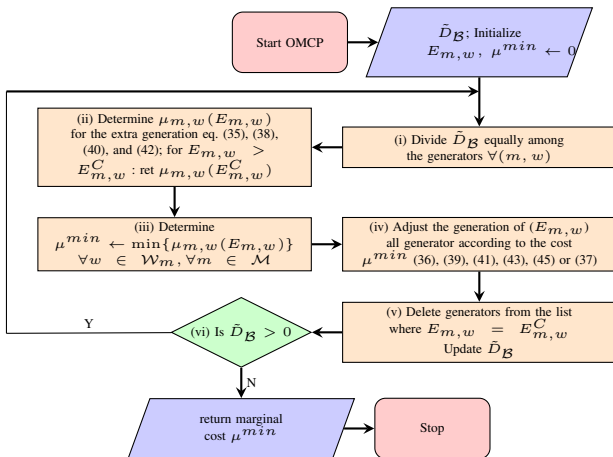 Start OMCP
D̃_ℬ; Initialize
E_{m,w}, μ^{min} ← 0
(ii) Determine μ_{m,w}(E_{m,w})
for the extra generation eq. (35), (38),
(40), and (42); for E_{m,w} >
E^C_{m,w} : ret μ_{m,w}(E^C_{m,w})
(i) Divide D̃_ℬ equally among
the generators ∀(m, w)
(iii) Determine
μ^{min} ← min{μ_{m,w}(E_{m,w})}
∀w ∈ 𝒲_m, ∀m ∈ ℳ
(iv) Adjust the generation of (E_{m,w})
all generator according to the cost
μ^{min} (36), (39), (41), (43), (45) or (37)
(v) Delete generators from the list
where E_{m,w} = E^C_{m,w}
Update D̃_ℬ
Y
(vi) Is D̃_ℬ > 0
N
return marginal
cost μ^{min}
Stop